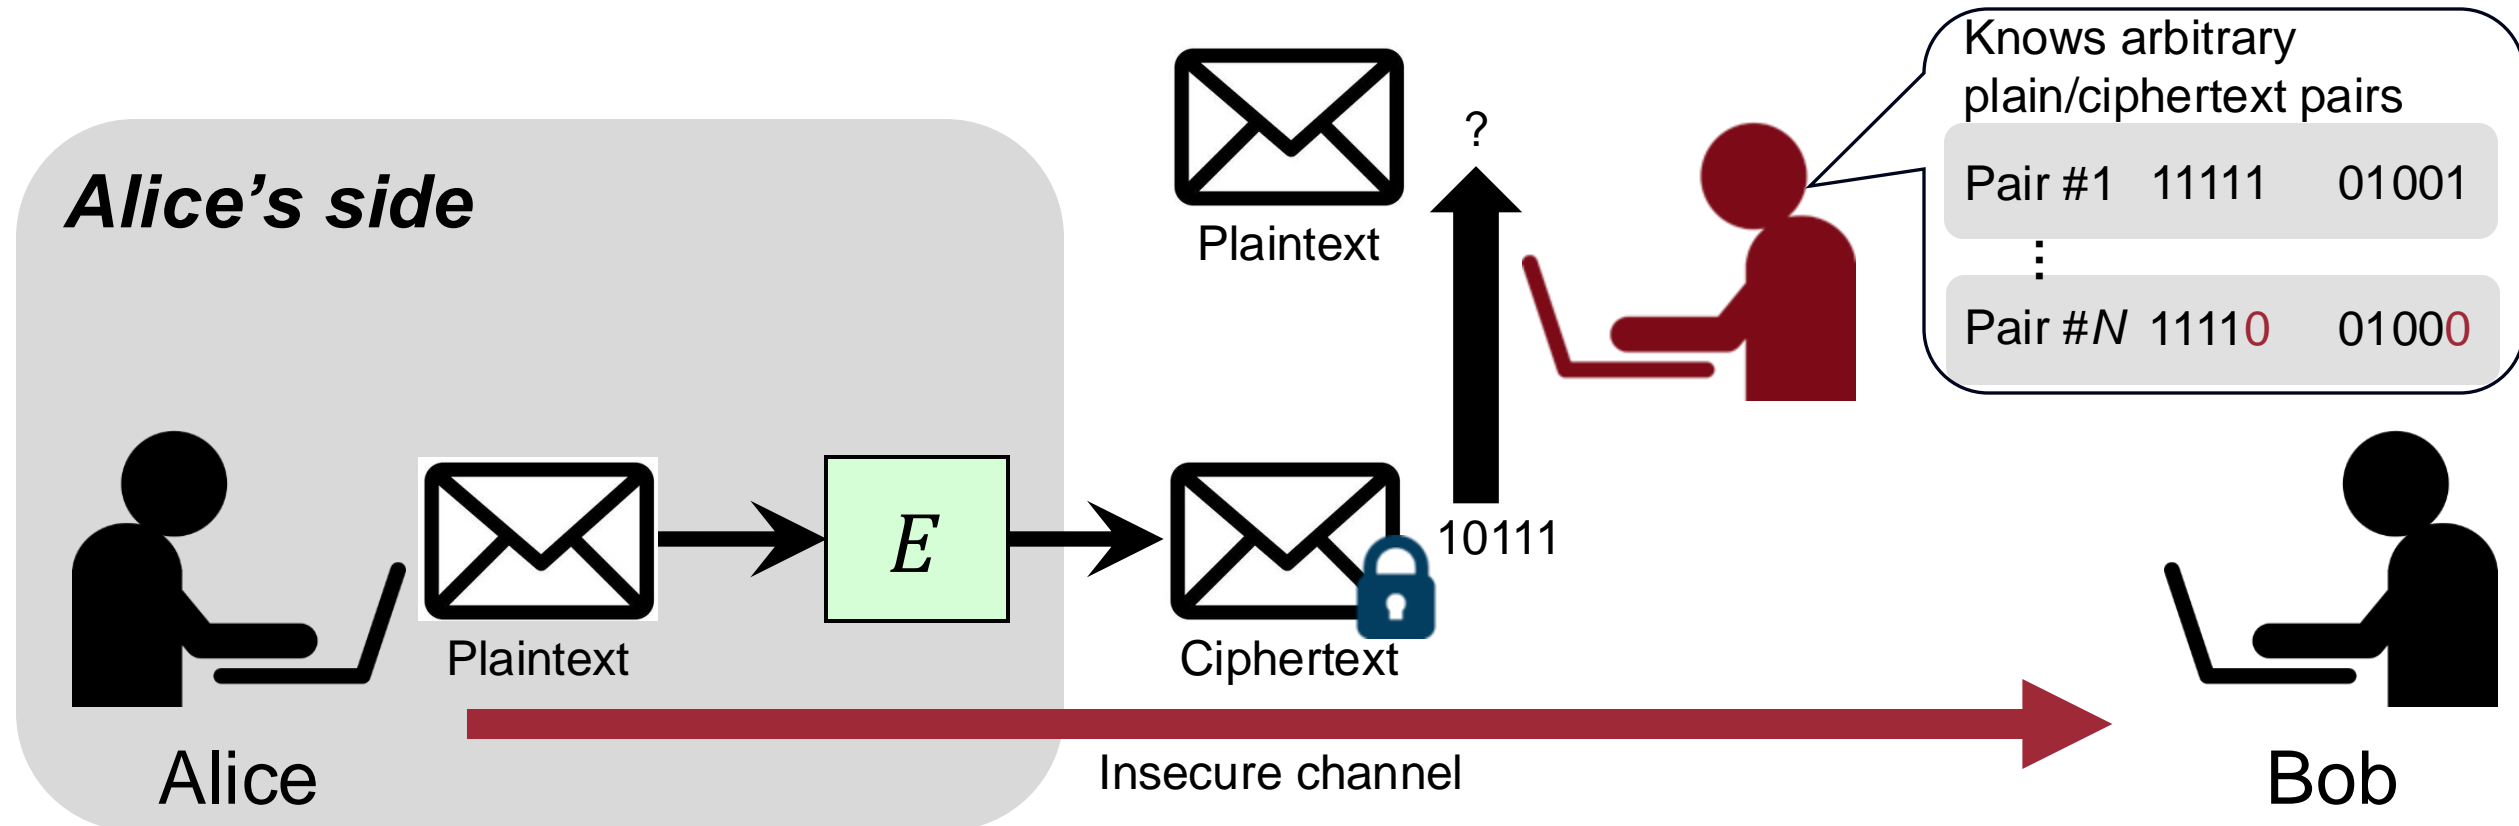 Knows arbitrary
plain/ciphertext pairs
Pair #1 11111 01001
⋮
Pair #N 11110 01000
Alice’s side
?
Plaintext
E
10111
Plaintext
Ciphertext
Insecure channel
Alice
Bob